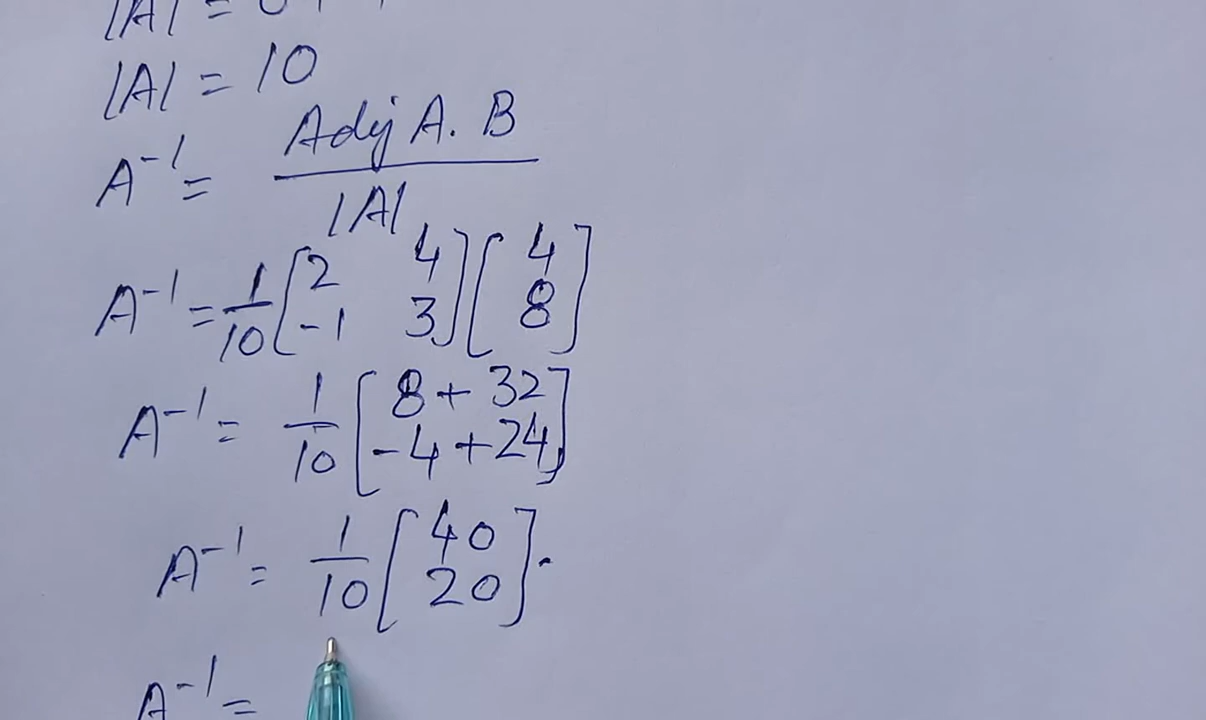 |A| =
|A| = 10
A⁻¹ = Adij A. B / |A|
A⁻¹ = 1/10 [2 4; -1 3] [4; 8]
A⁻¹ = 1/10 [8 + 32; -4 + 24]
A⁻¹ = 1/10 [40; 20].
A⁻¹ =